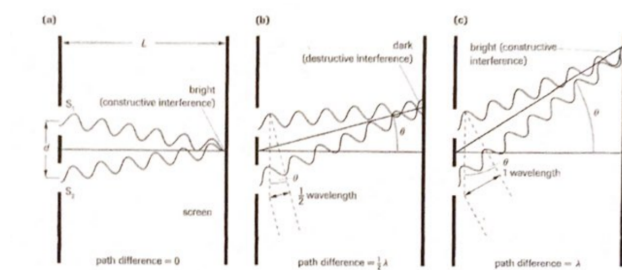 (a)
L
bright
(constructive interference)
S₁
d
S₂
screen
path difference = 0
(b)
dark
(destructive interference)
θ
θ
1/2 wavelength
path difference = 1/2 λ
(c)
bright (constructive
interference)
θ
θ
1 wavelength
path difference = λ